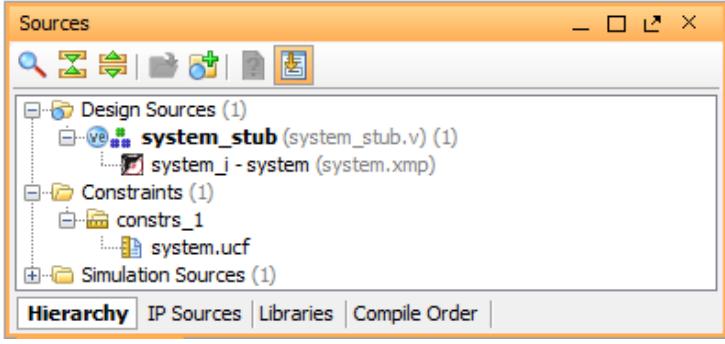 Sources
Design Sources (1)
ve system_stub (system_stub.v) (1)
system_i - system (system.xmp)
Constraints (1)
constrs_1
system.ucf
Simulation Sources (1)
Hierarchy IP Sources Libraries Compile Order